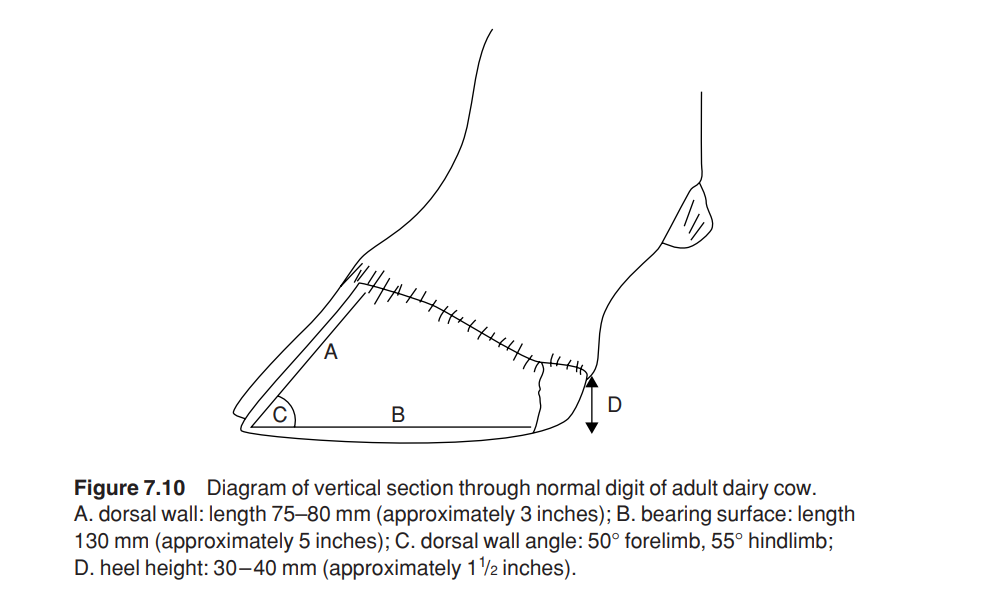 A
C
B
D
Figure 7.10 Diagram of vertical section through normal digit of adult dairy cow.
A. dorsal wall: length 75–80 mm (approximately 3 inches); B. bearing surface: length
130 mm (approximately 5 inches); C. dorsal wall angle: 50° forelimb, 55° hindlimb;
D. heel height: 30–40 mm (approximately 1 1/2 inches).